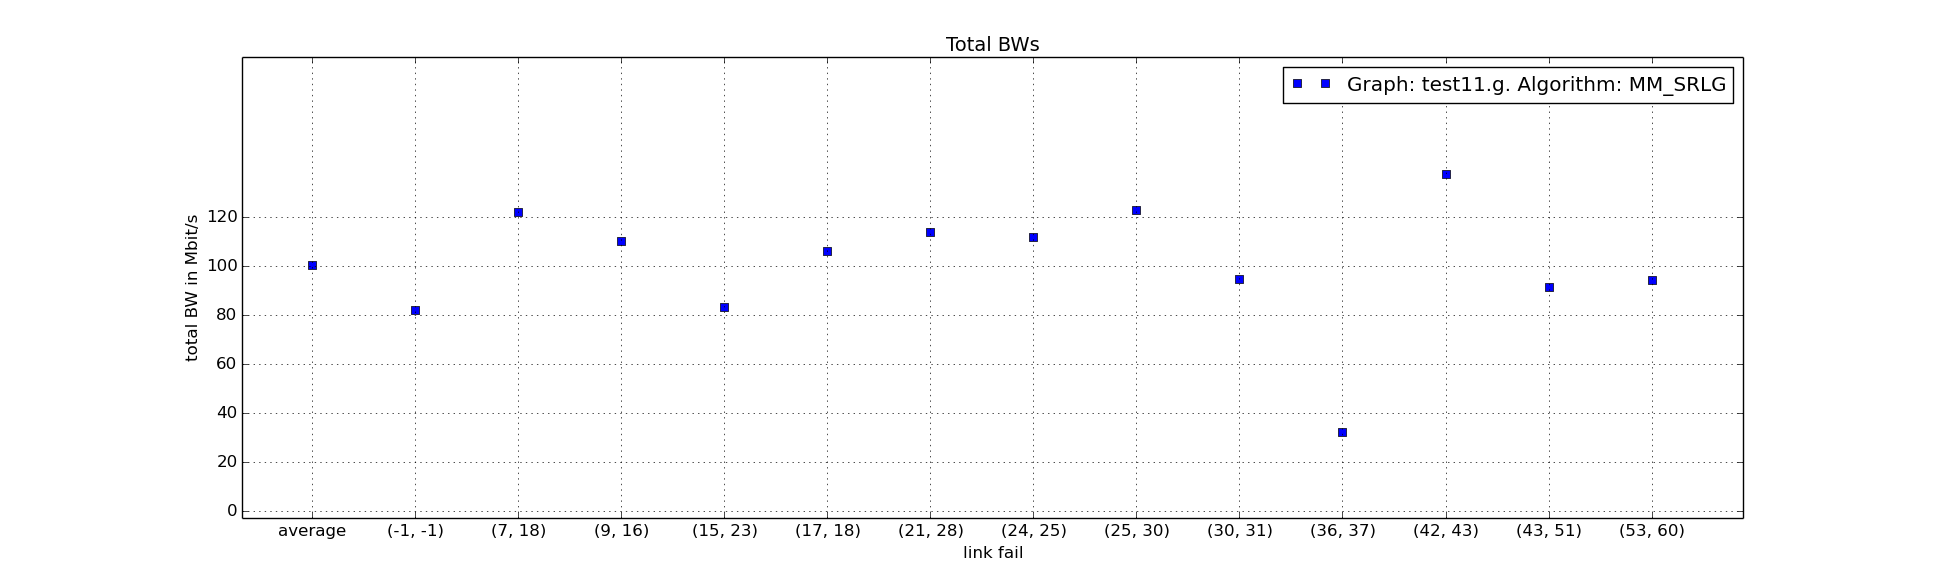 Total BWs
Graph: test11.g. Algorithm: MM_SRLG
total BW in Mbit/s
120
100
80
60
40
20
0
average (-1, -1) (7, 18) (9, 16) (15, 23) (17, 18) (21, 28) (24, 25) (25, 30) (30, 31) (36, 37) (42, 43) (43, 51) (53, 60)
link fail